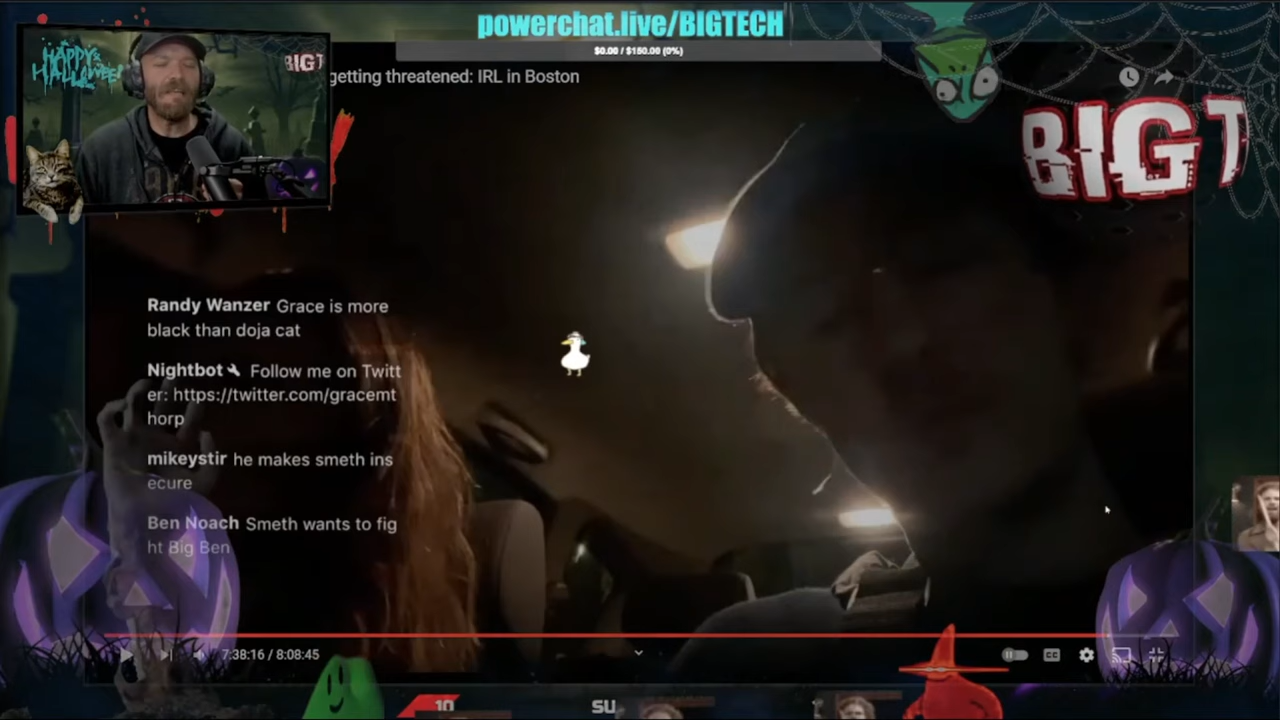 powerchat.live/BIGTECH
$0.00 / $150.00 (0%)
HAPPY
HALLOWEEN
BIGT
getting threatened: IRL in Boston
BIGT
Randy Wanzer Grace is more
black than doja cat
Nightbot Follow me on Twitt
er: https://twitter.com/gracemt
horp
mikeystir he makes smeth ins
ecure
Ben Noach Smeth wants to fig
ht Big Ben
7:38:16 / 8:08:45
CC
10
SU